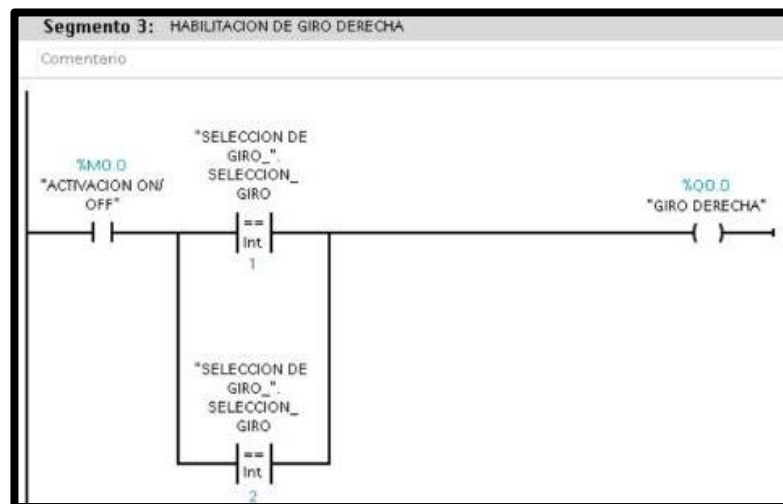 Segmento 3: HABILITACION DE GIRO DERECHA
Comentario
"SELECCION DE
GIRO_".
SELECCION_
GIRO
%M0.0
"ACTIVACION ON/
OFF"
==
Int
1
%Q0.0
"GIRO DERECHA"
"SELECCION DE
GIRO_".
SELECCION_
GIRO
==
Int
2